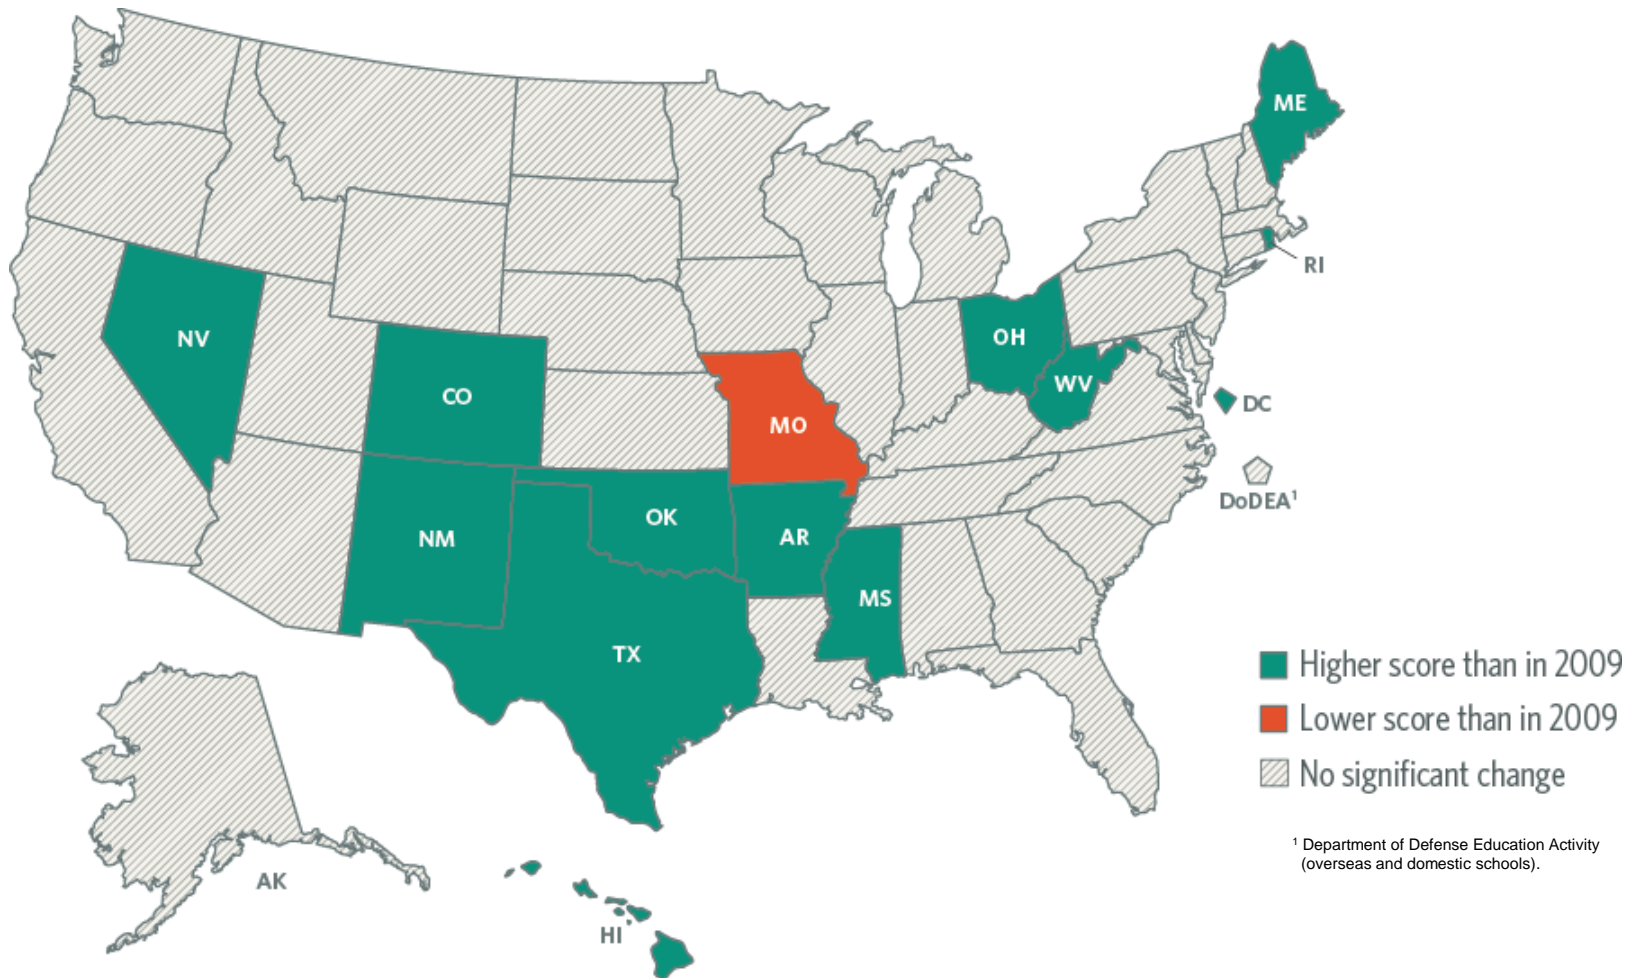 ME
RI
NV
OH
CO
WV
MO
DC
DoDEA¹
OK
NM
AR
MS
TX
Higher score than in 2009
Lower score than in 2009
No significant change
¹ Department of Defense Education Activity
(overseas and domestic schools).
AK
HI